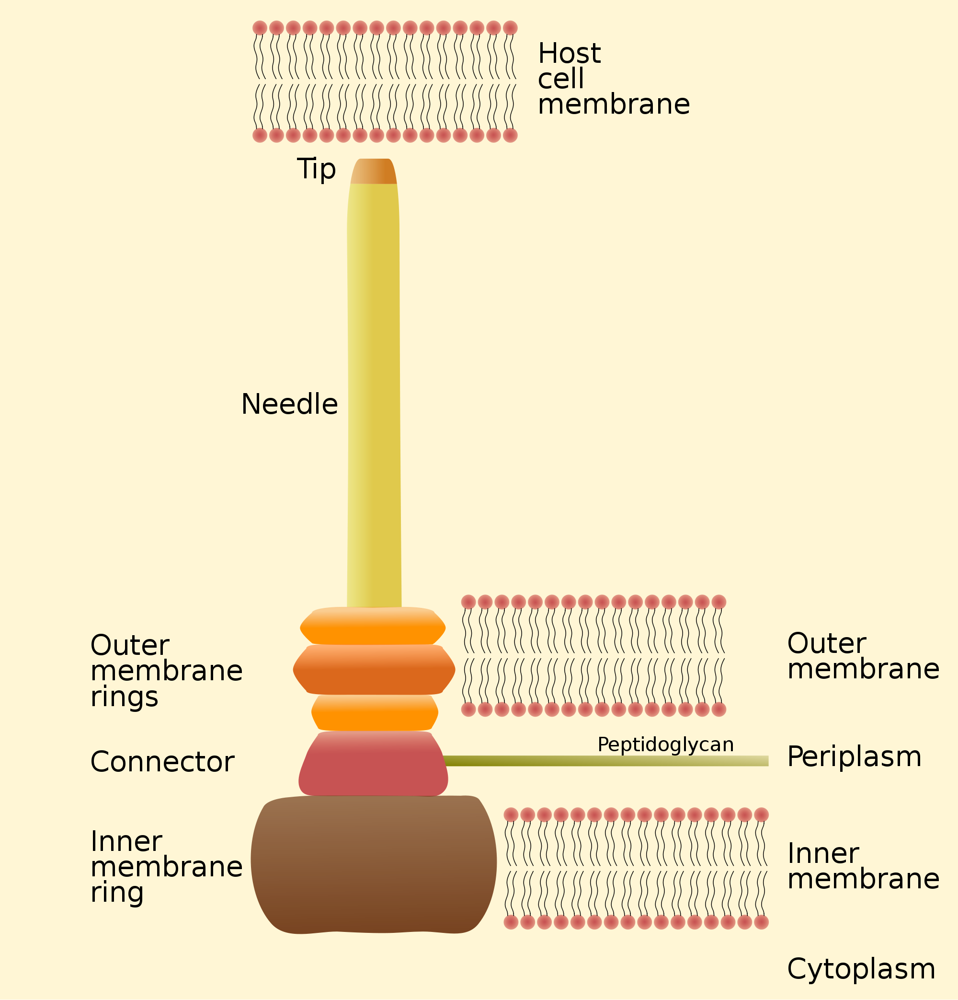 Host
cell
membrane
Tip
Needle
Outer
membrane
rings
Outer
membrane
Peptidoglycan
Connector
Periplasm
Inner
membrane
ring
Inner
membrane
Cytoplasm